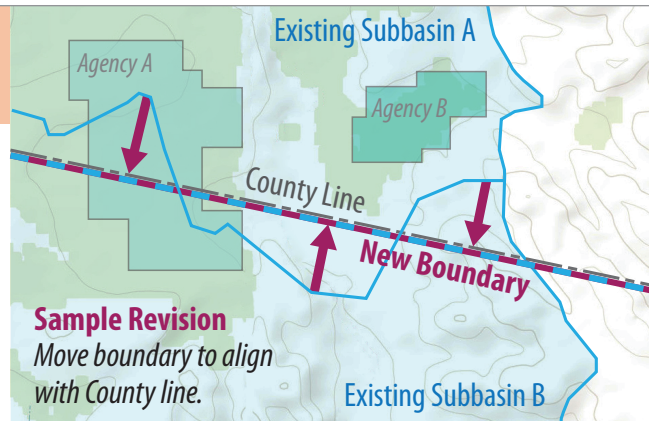 Existing Subbasin A
Agency A
Agency B
County Line
New Boundary
Sample Revision
Move boundary to align
with County line.
Existing Subbasin B